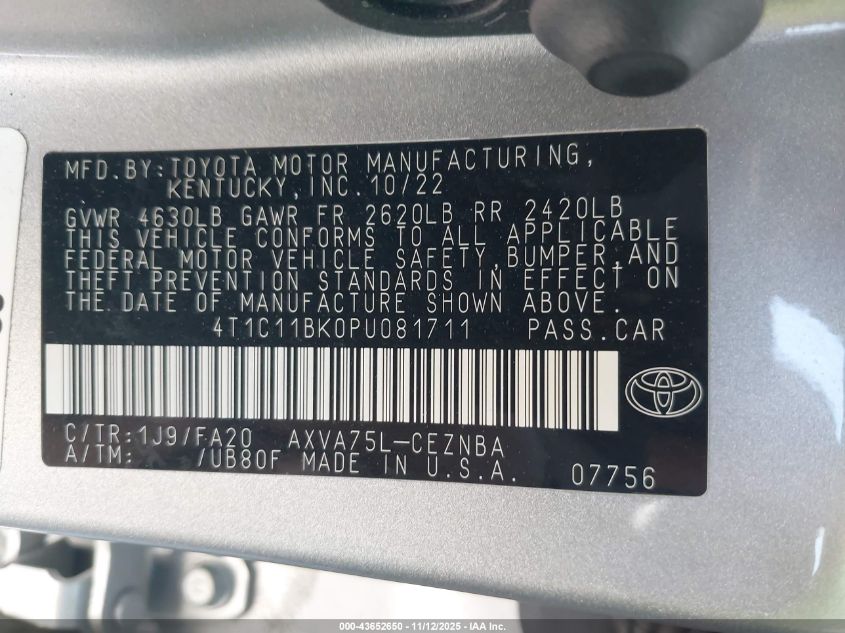 MFD.BY:TOYOTA MOTOR MANUFACTURING,
KENTUCKY,INC.10/22
GVWR 4630LB GAWR FR 2620LB RR 2420LB
THIS VEHICLE CONFORMS TO ALL APPLICABLE
FEDERAL MOTOR VEHICLE SAFETY,BUMPER,AND
THEFT PREVENTION STANDARDS IN EFFECT ON
THE DATE OF MANUFACTURE SHOWN ABOVE.
4T1C11BK0PU081711 PASS.CAR
C/TR:1J9/FA20 AXVA75L-CEZNBA
A/TM: /UB80F MADE IN U.S.A. 07756
000-43652650 - 11/12/2025 - IAA Inc.